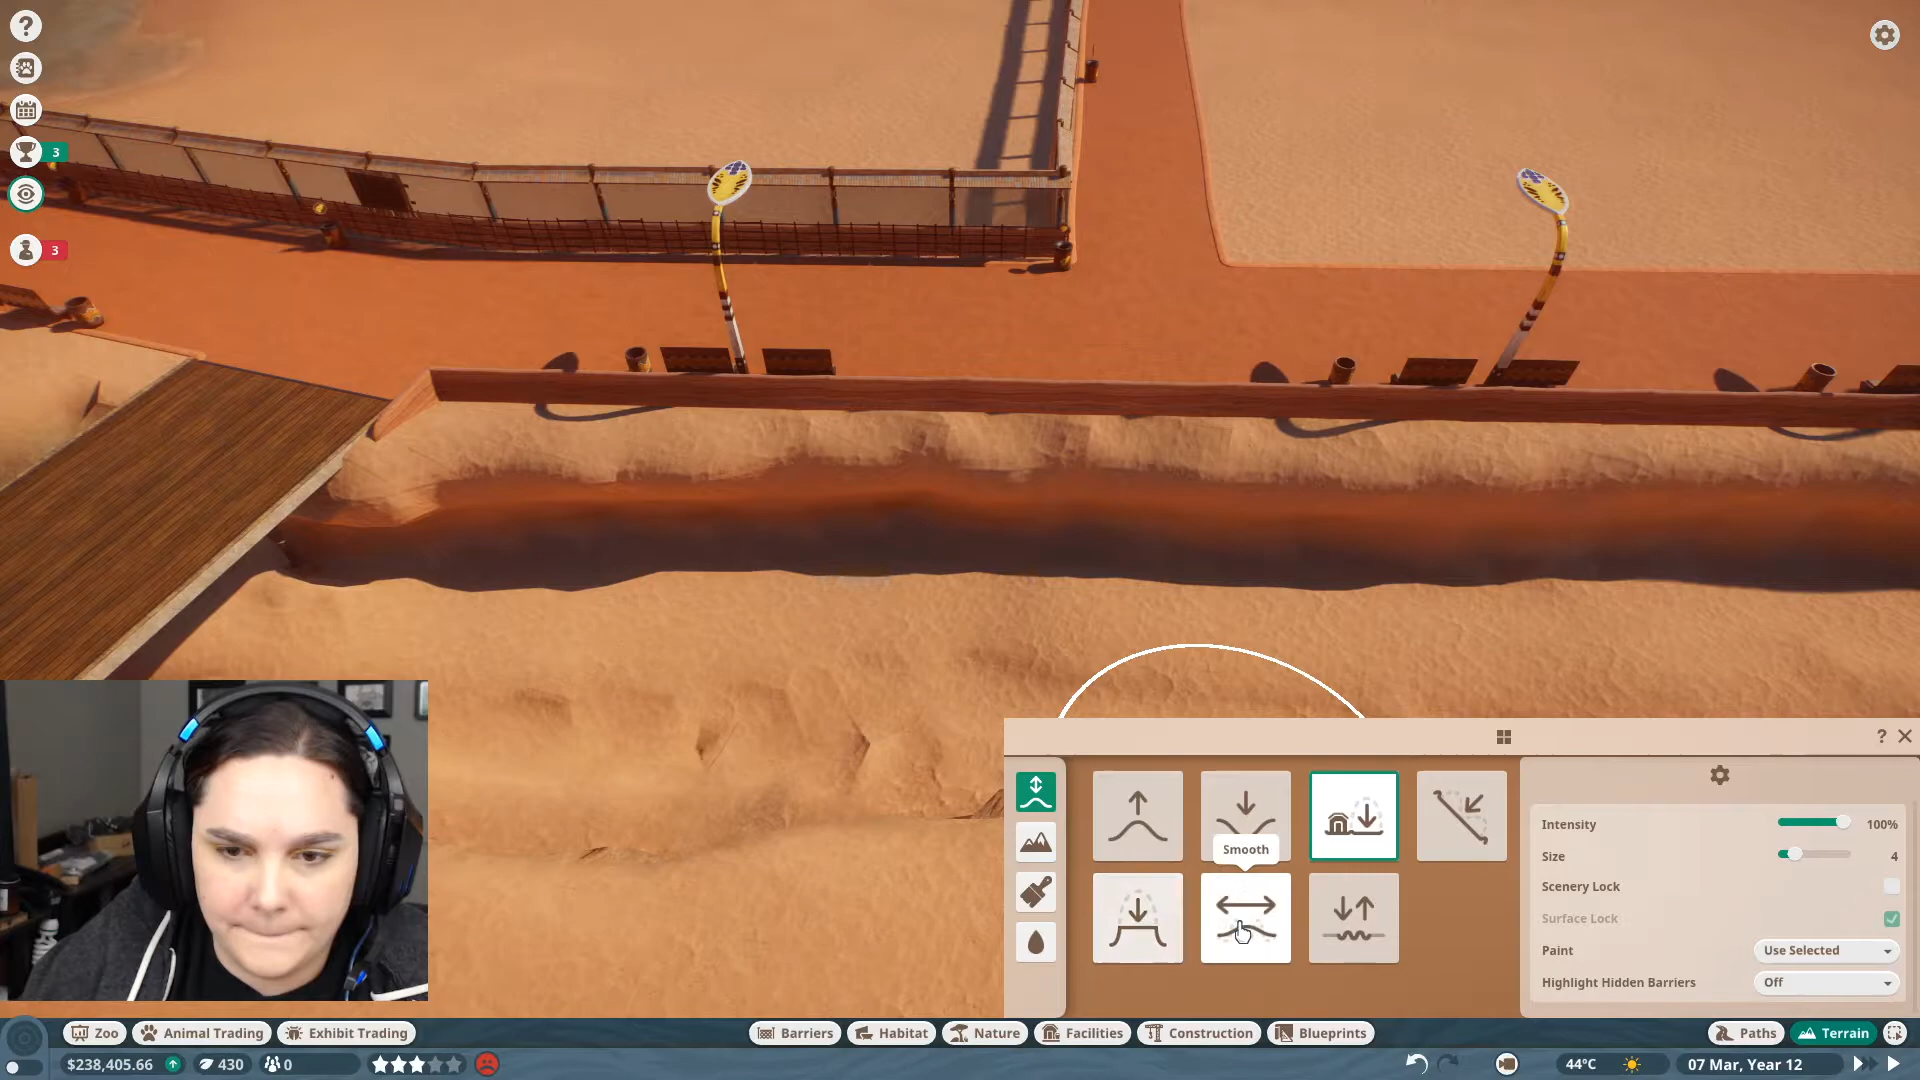 ?
3
3
? 
Smooth
Intensity 100%
Size 4
Scenery Lock
Surface Lock
Paint Use Selected
Highlight Hidden Barriers Off
Zoo Animal Trading Exhibit Trading Barriers Habitat Nature Facilities Construction Blueprints Paths Terrain
$238,405.66 430 0 44°C 07 Mar, Year 12